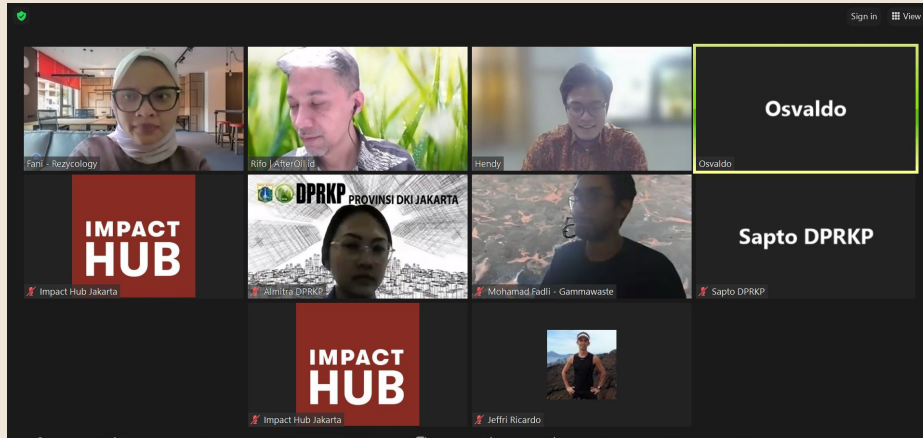 Sign in View
Fani - Rezycology
Rifo | AfterOil.id
Hendy
Osvaldo
Osvaldo
IMPACT
HUB
Impact Hub Jakarta
DPRKP PROVINSI DKI JAKARTA
Almitra DPRKP
Mohamad Fadli - Gammawaste
Sapto DPRKP
Sapto DPRKP
IMPACT
HUB
Impact Hub Jakarta
Jeffri Ricardo